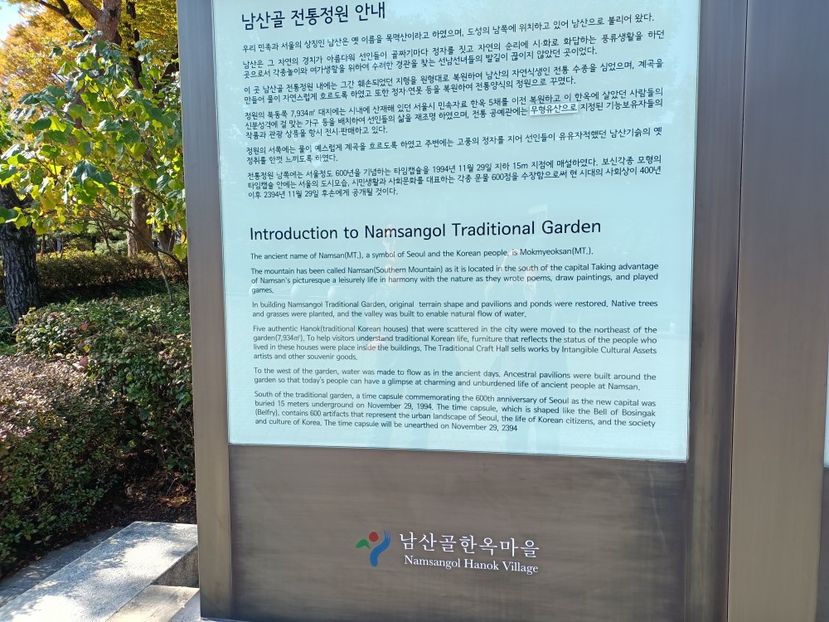 남산골 전통정원 안내
우리 민족과 서울의 상징인 남산은 옛 이름을 목멱산이라고 하였으며, 도성의 남쪽에 위치하고 있어 남산으로 불리어 왔다.
남산은 그 자연의 경치가 아름다워 선인들이 골짜기마다 정자를 짓고 자연의 순리에 시·화로 화답하는 풍류생활을 하던
곳으로서 각종놀이와 여가생활을 위하여 수려한 경관을 찾는 선남선녀들의 발길이 끊이지 않았던 곳이었다.
이 곳 남산골 전통정원 내에는 그간 훼손되었던 지형을 원형대로 복원하여 남산의 자연식생인 전통 수종을 심었으며, 계곡을
만들어 물이 자연스럽게 흐르도록 하였고 또한 정자·연못 등을 복원하여 전통양식의 정원으로 꾸몄다.
정원의 북동쪽 7,934㎡ 대지에는 시내에 산재해 있던 서울시 민속자료 한옥 5채를 이전 복원하고 이 한옥에 살았던 사람들의
신분성격에 걸 맞는 가구 등을 배치하여 선인들의 삶을 재조명 하였으며, 전통 공예관에는 무형유산으로 지정된 기능보유자들의
작품과 관광 상품을 항시 전시·판매하고 있다.
정원의 서쪽에는 물이 예스럽게 계곡을 흐르도록 하였고 주변에는 고풍의 정자를 지어 선인들이 유유자적했던 남산기슭의 옛
정취를 한껏 느끼도록 하였다.
전통정원 남쪽에는 서울정도 600년을 기념하는 타임캡슐을 1994년 11월 29일 지하 15m 지점에 매설하였다. 보신각종 모형의
타임캡슐 안에는 서울의 도시모습, 시민생활과 사회문화를 대표하는 각종 문물 600점을 수장함으로써 현 시대의 사회상이 400년
이후 2394년 11월 29일 후손에게 공개될 것이다.
Introduction to Namsangol Traditional Garden
The ancient name of Namsan(MT.), a symbol of Seoul and the Korean people, is Mokmyeoksan(MT.).
The mountain has been called Namsan(Southern Mountain) as it is located in the south of the capital Taking advantage
of Namsan's picturesque a leisurely life in harmony with the nature as they wrote poems, draw paintings, and played
games.
In building Namsangol Traditional Garden, original terrain shape and pavilions and ponds were restored. Native trees
and grasses were planted, and the valley was built to enable natural flow of water.
Five authentic Hanok(traditional Korean houses) that were scattered in the city were moved to the northeast of the
garden(7,934㎡). To help visitors understand traditional Korean life, furniture that reflects the status of the people who
lived in these houses were place inside the buildings. The Traditional Craft Hall sells works by Intangible Cultural Assets
artists and other souvenir goods.
To the west of the garden, water was made to flow as in the ancient days. Ancestral pavilions were built around the
garden so that today's people can have a glimpse at charming and unburdened life of ancient people at Namsan.
South of the traditional garden, a time capsule commemorating the 600th anniversary of Seoul as the new capital was
buried 15 meters underground on November 29, 1994. The time capsule, which is shaped like the Bell of Bosingak
(Belfry), contains 600 artifacts that represent the urban landscape of Seoul, the life of Korean citizens, and the society
and culture of Korea. The time capsule will be unearthed on November 29, 2394
남산골한옥마을
Namsangol Hanok Village